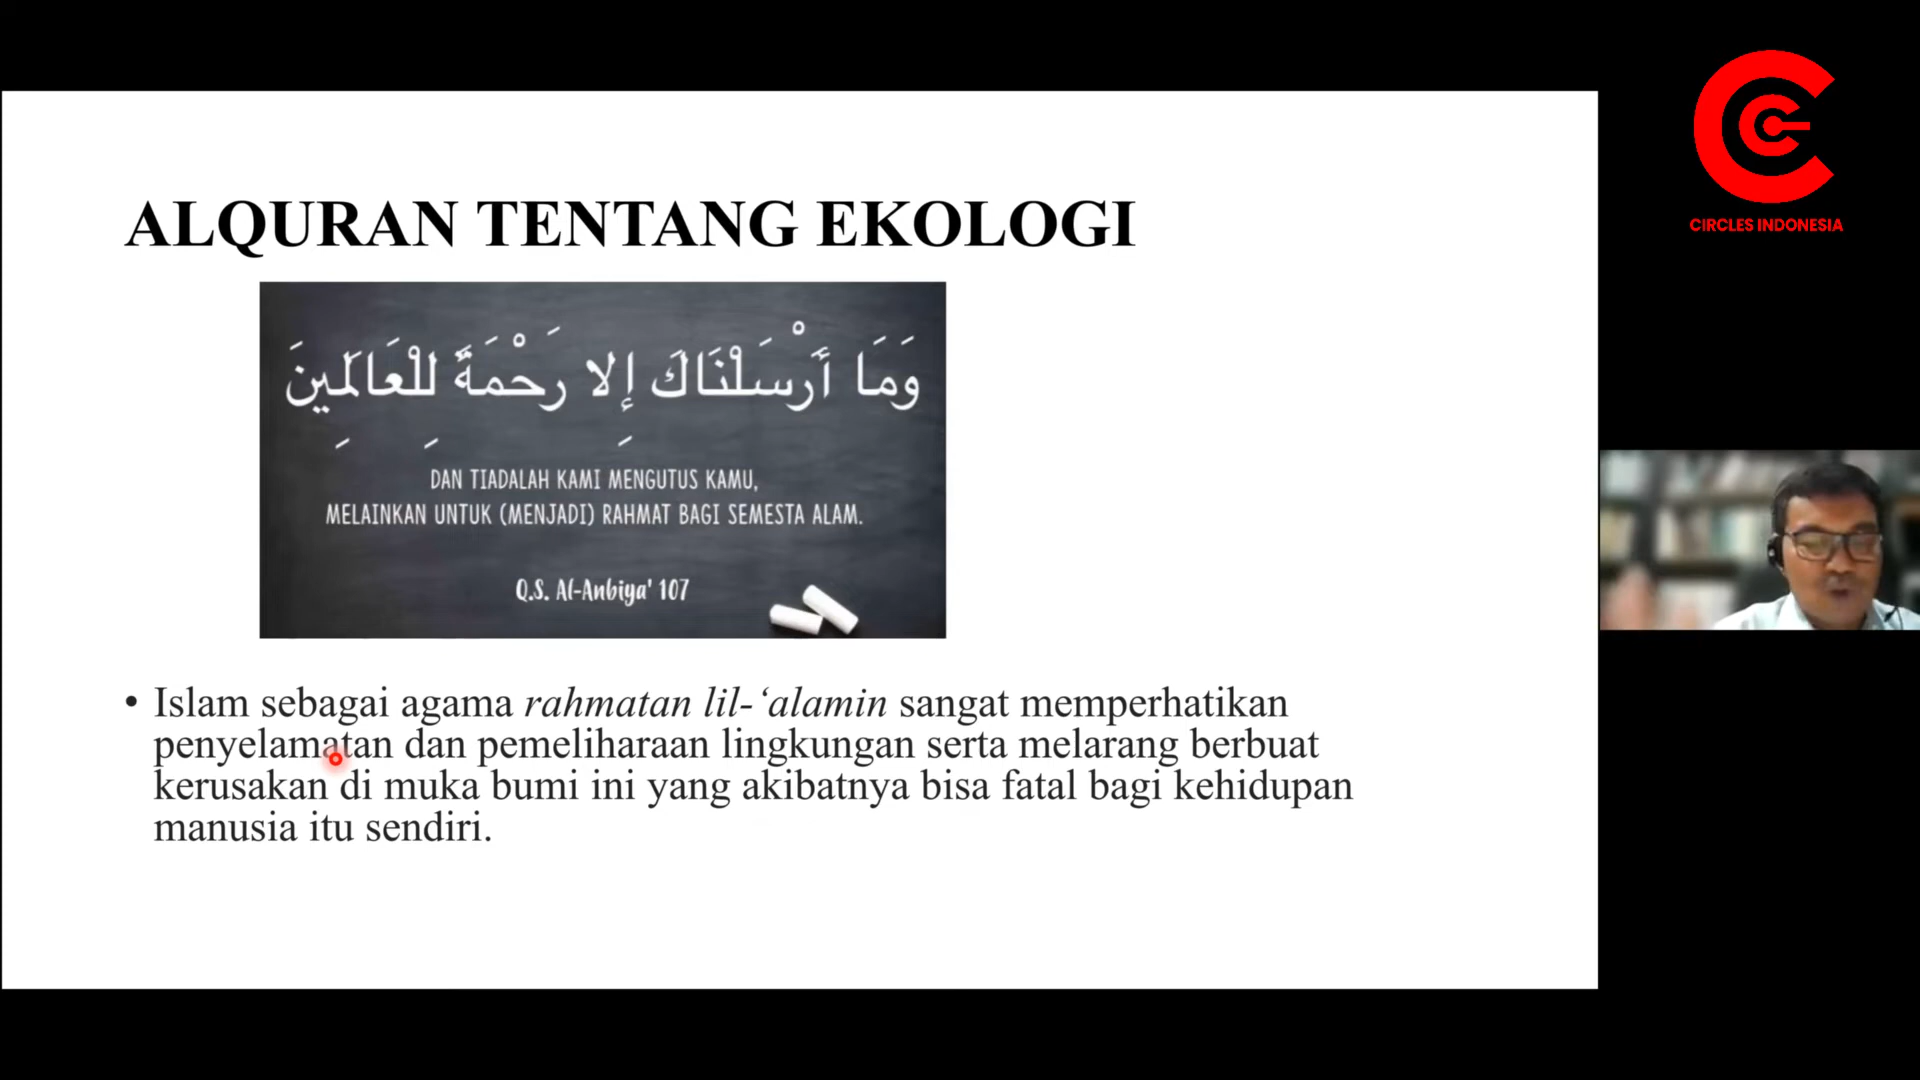 CIRCLES INDONESIA
ALQURAN TENTANG EKOLOGI
وَمَا أَرْسَلْنَاكَ إِلا رَحْمَةً لِلْعَالَمِينَ
DAN TIADALAH KAMI MENGUTUS KAMU,
MELAINKAN UNTUK (MENJADI) RAHMAT BAGI SEMESTA ALAM.
Q.S. Al-Anbiya' 107
• Islam sebagai agama rahmatan lil-‘alamin sangat memperhatikan
penyelamatan dan pemeliharaan lingkungan serta melarang berbuat
kerusakan di muka bumi ini yang akibatnya bisa fatal bagi kehidupan
manusia itu sendiri.